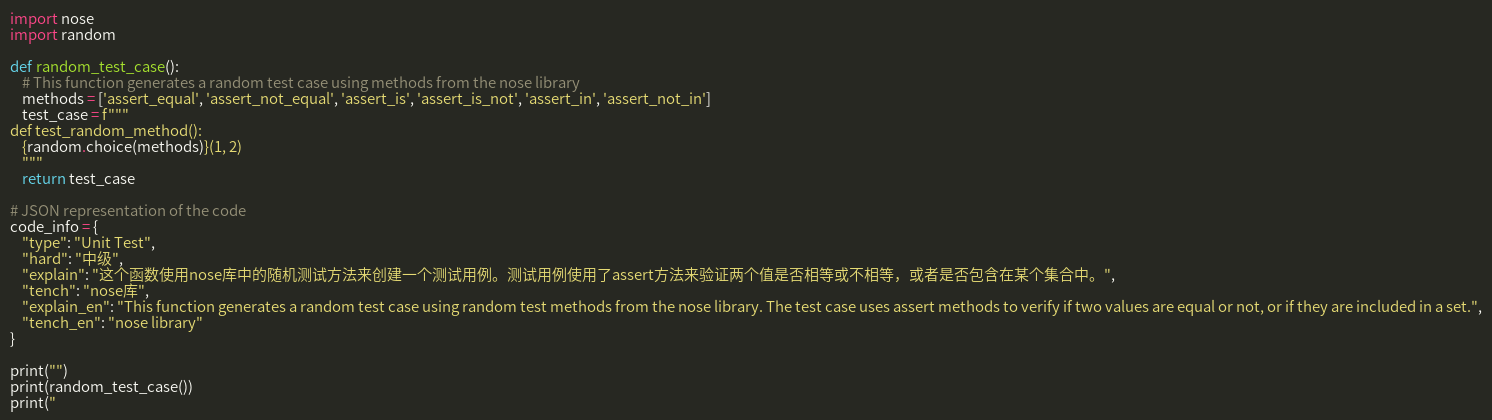 import nose
import random

def random_test_case():
    # This function generates a random test case using methods from the nose library
    methods = ['assert_equal', 'assert_not_equal', 'assert_is', 'assert_is_not', 'assert_in', 'assert_not_in']
    test_case = f"""
def test_random_method():
    {random.choice(methods)}(1, 2)
    """
    return test_case

# JSON representation of the code
code_info = {
    "type": "Unit Test",
    "hard": "中级",
    "explain": "这个函数使用nose库中的随机测试方法来创建一个测试用例。测试用例使用了assert方法来验证两个值是否相等或不相等，或者是否包含在某个集合中。",
    "tench": "nose库",
    "explain_en": "This function generates a random test case using random test methods from the nose library. The test case uses assert methods to verify if two values are equal or not, or if they are included in a set.",
    "tench_en": "nose library"
}

print("")
print(random_test_case())
print("